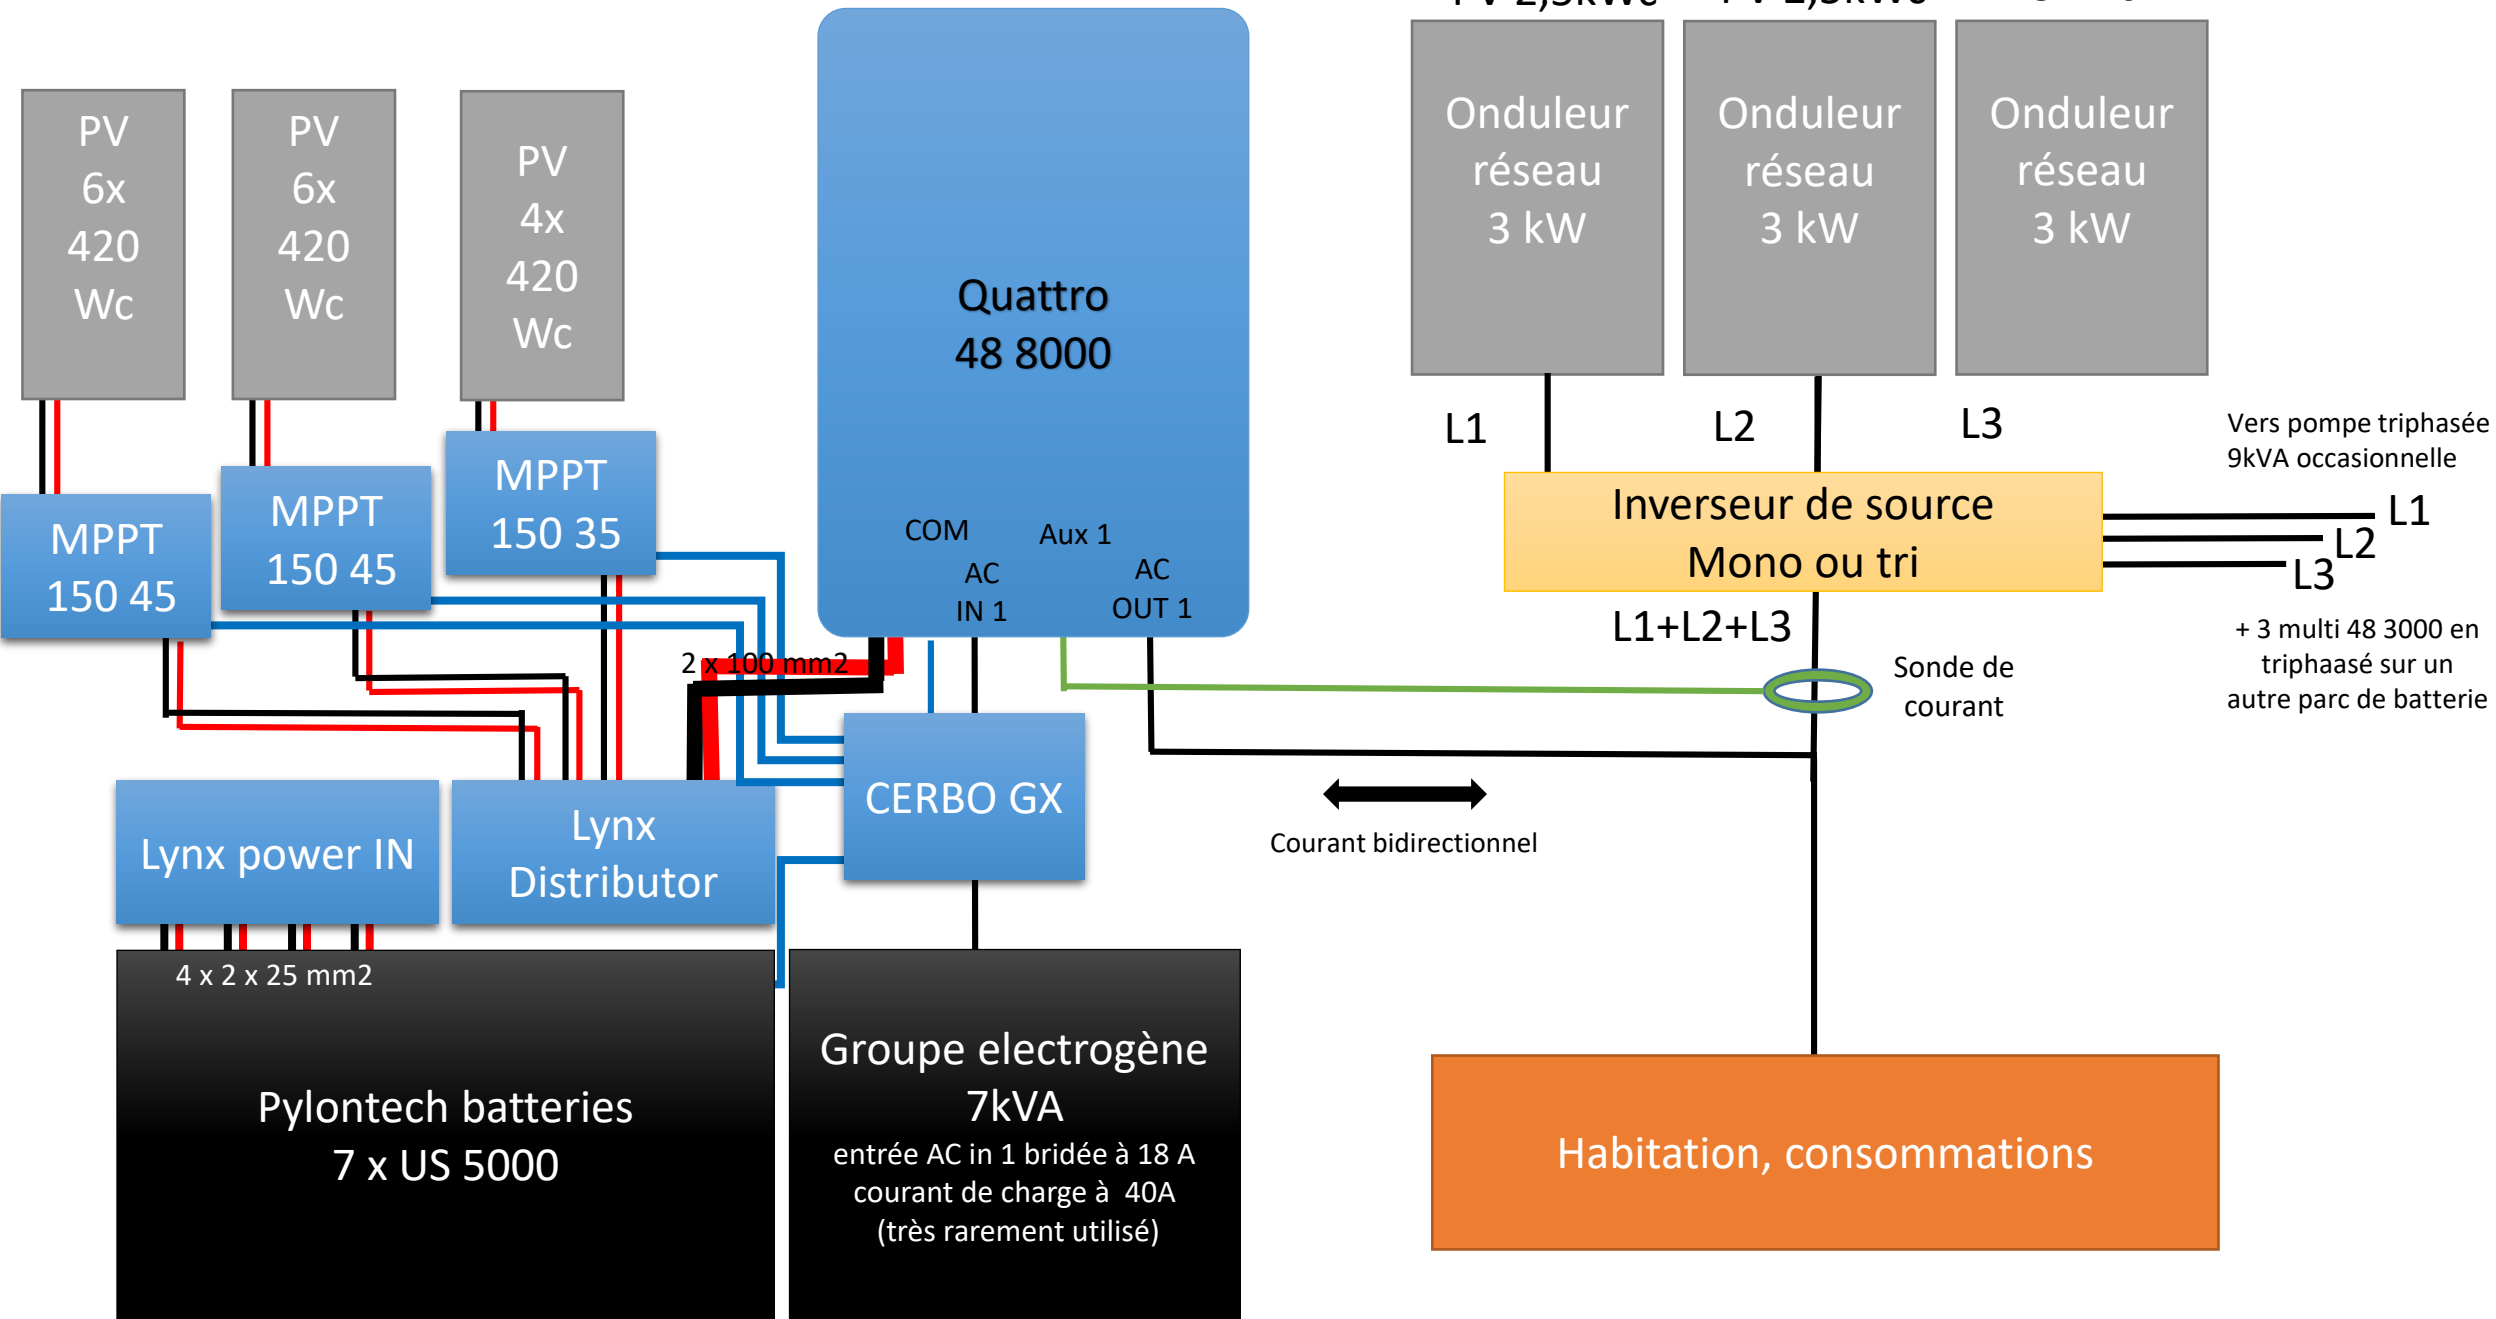 PV 2,5kWc
PV 2,5kWc
PV
6x
420
Wc
PV
6x
420
Wc
PV
4x
420
Wc
Quattro
48 8000
COM
Aux 1
AC
IN 1
AC
OUT 1
Onduleur
réseau
3 kW
Onduleur
réseau
3 kW
Onduleur
réseau
3 kW
L1
L2
L3
Vers pompe triphasée
9kVA occasionnelle
MPPT
150 45
MPPT
150 45
MPPT
150 35
Inverseur de source
Mono ou tri
L1
L2
L3
L1+L2+L3
+ 3 multi 48 3000 en
triphaasé sur un
autre parc de batterie
2 x 100 mm2
Sonde de
courant
CERBO GX
Courant bidirectionnel
Lynx power IN
Lynx
Distributor
4 x 2 x 25 mm2
Pylontech batteries
7 x US 5000
Groupe electrogène
7kVA
entrée AC in 1 bridée à 18 A
courant de charge à 40A
(très rarement utilisé)
Habitation, consommations